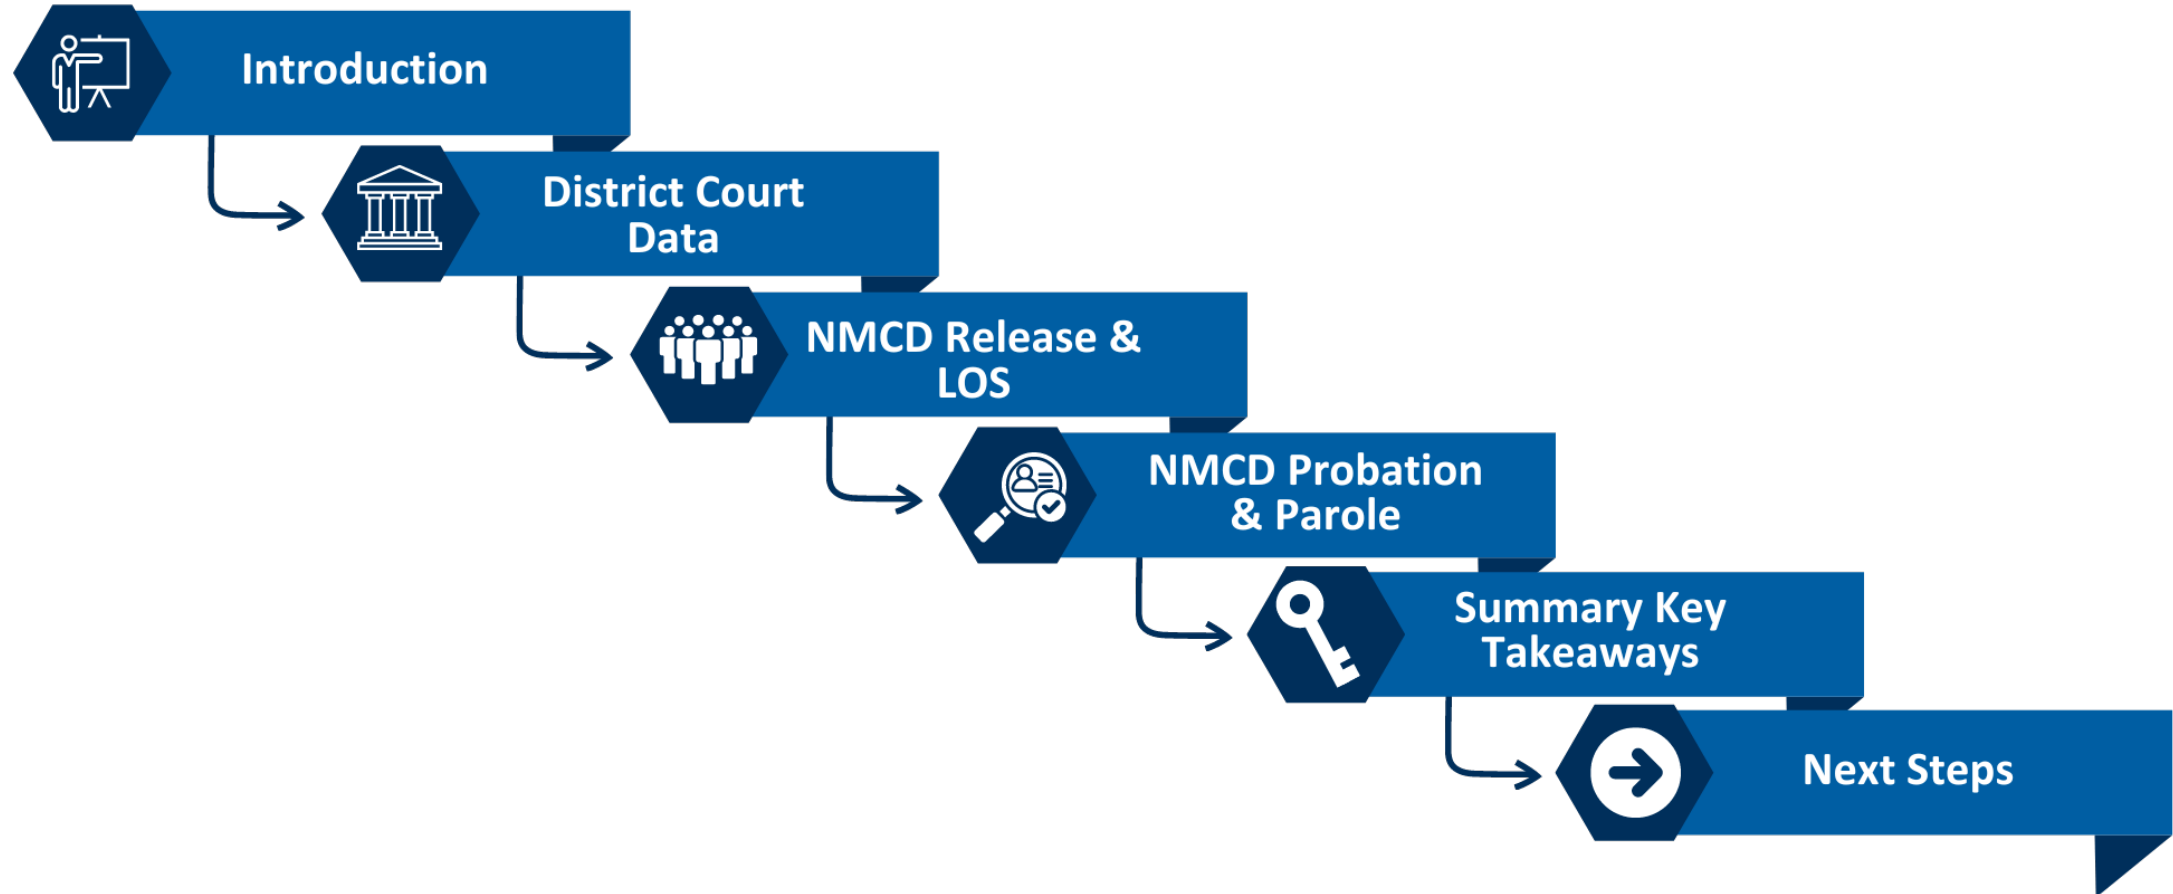 Introduction
District Court
Data
NMCD Release &
LOS
NMCD Probation
& Parole
Summary Key
Takeaways
Next Steps